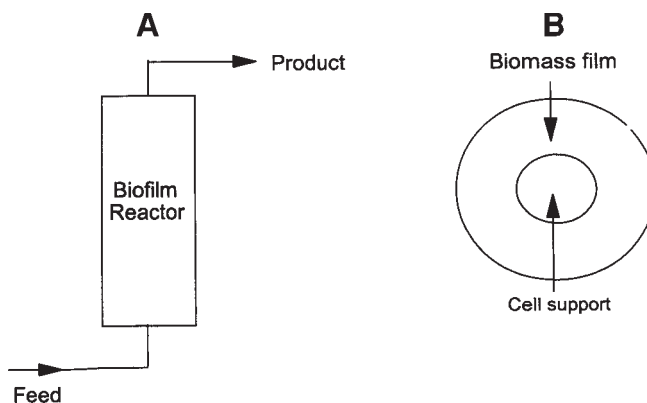 A
Product
Biofilm
Reactor
Feed
B
Biomass film
Cell support